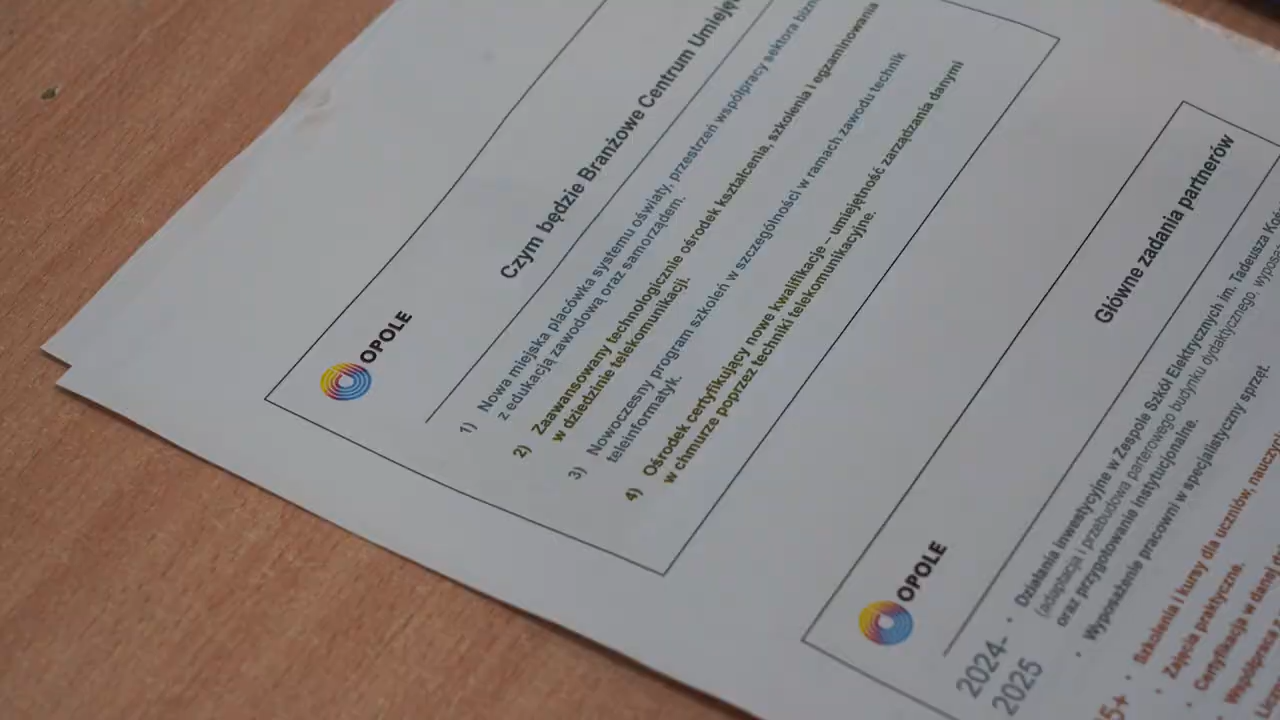 OPOLE
Czym będzie Branżowe Centrum
1) Nowa miejska placówka systemu oświaty, przestrzeń współpracy sektora
z edukacją zawodową oraz samorządem.
2) Zaawansowany technologicznie ośrodek kształcenia, szkolenia i egzaminowania
w dziedzinie telekomunikacji.
3) Nowoczesny program szkoleń w szczególności w ramach zawodu technik
teleinformatyk.
4) Ośrodek certyfikujący nowe kwalifikacje – umiejętność zarządzania danymi
w chmurze poprzez techniki telekomunikacyjne.
OPOLE
Główne zadania partnerów
2024-
2025
• Działania inwestycyjne w Zespole Szkół Elektrycznych im. Tadeusza
(adaptacja i przebudowa parterowego budynku dydaktycznego,
oraz przygotowanie instytucjonalne.
• Wyposażenie pracowni w specjalistyczny sprzęt.
5+
• Szkolenia i kursy dla uczniów,
• Zajęcia praktyczne.
• Certyfikacja w danej
• Współpraca